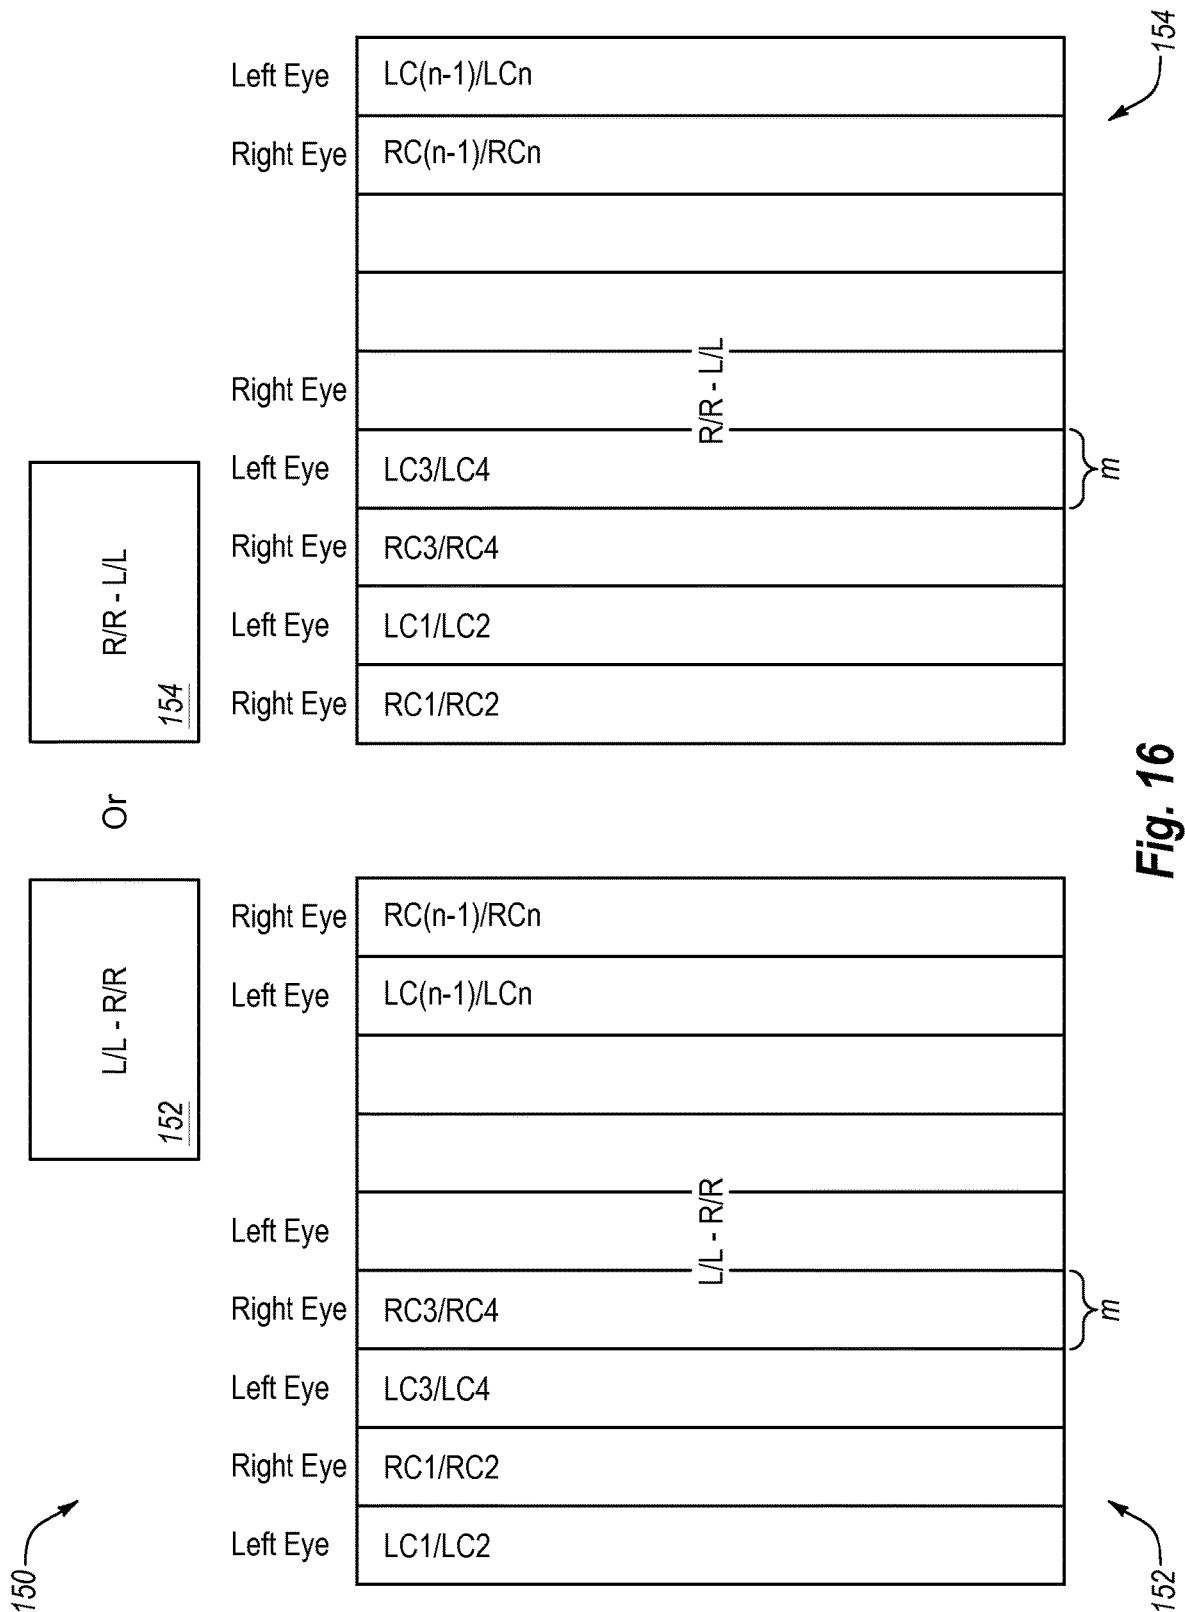 150
L/L - R/R
152
Or
R/R - L/L
154
Left Eye LC(n-1)/LCn
Right Eye RC(n-1)/RCn
Right Eye
Left Eye LC3/LC4
Right Eye RC3/RC4
Left Eye LC1/LC2
Right Eye RC1/RC2
R/R - L/L
m
154
Right Eye RC(n-1)/RCn
Left Eye LC(n-1)/LCn
Left Eye
Right Eye RC3/RC4
Left Eye LC3/LC4
Right Eye RC1/RC2
Left Eye LC1/LC2
L/L - R/R
m
152
Fig. 16